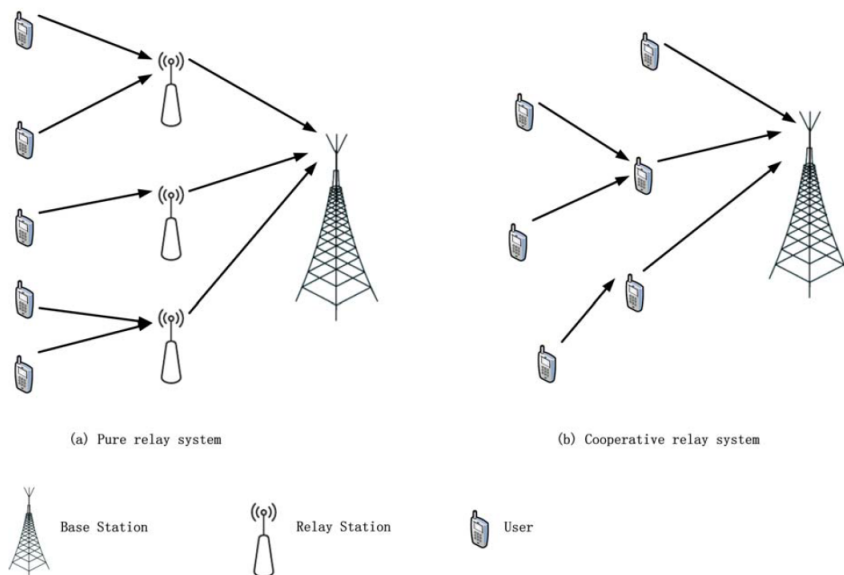 (a) Pure relay system
(b) Cooperative relay system
Base Station
Relay Station
User